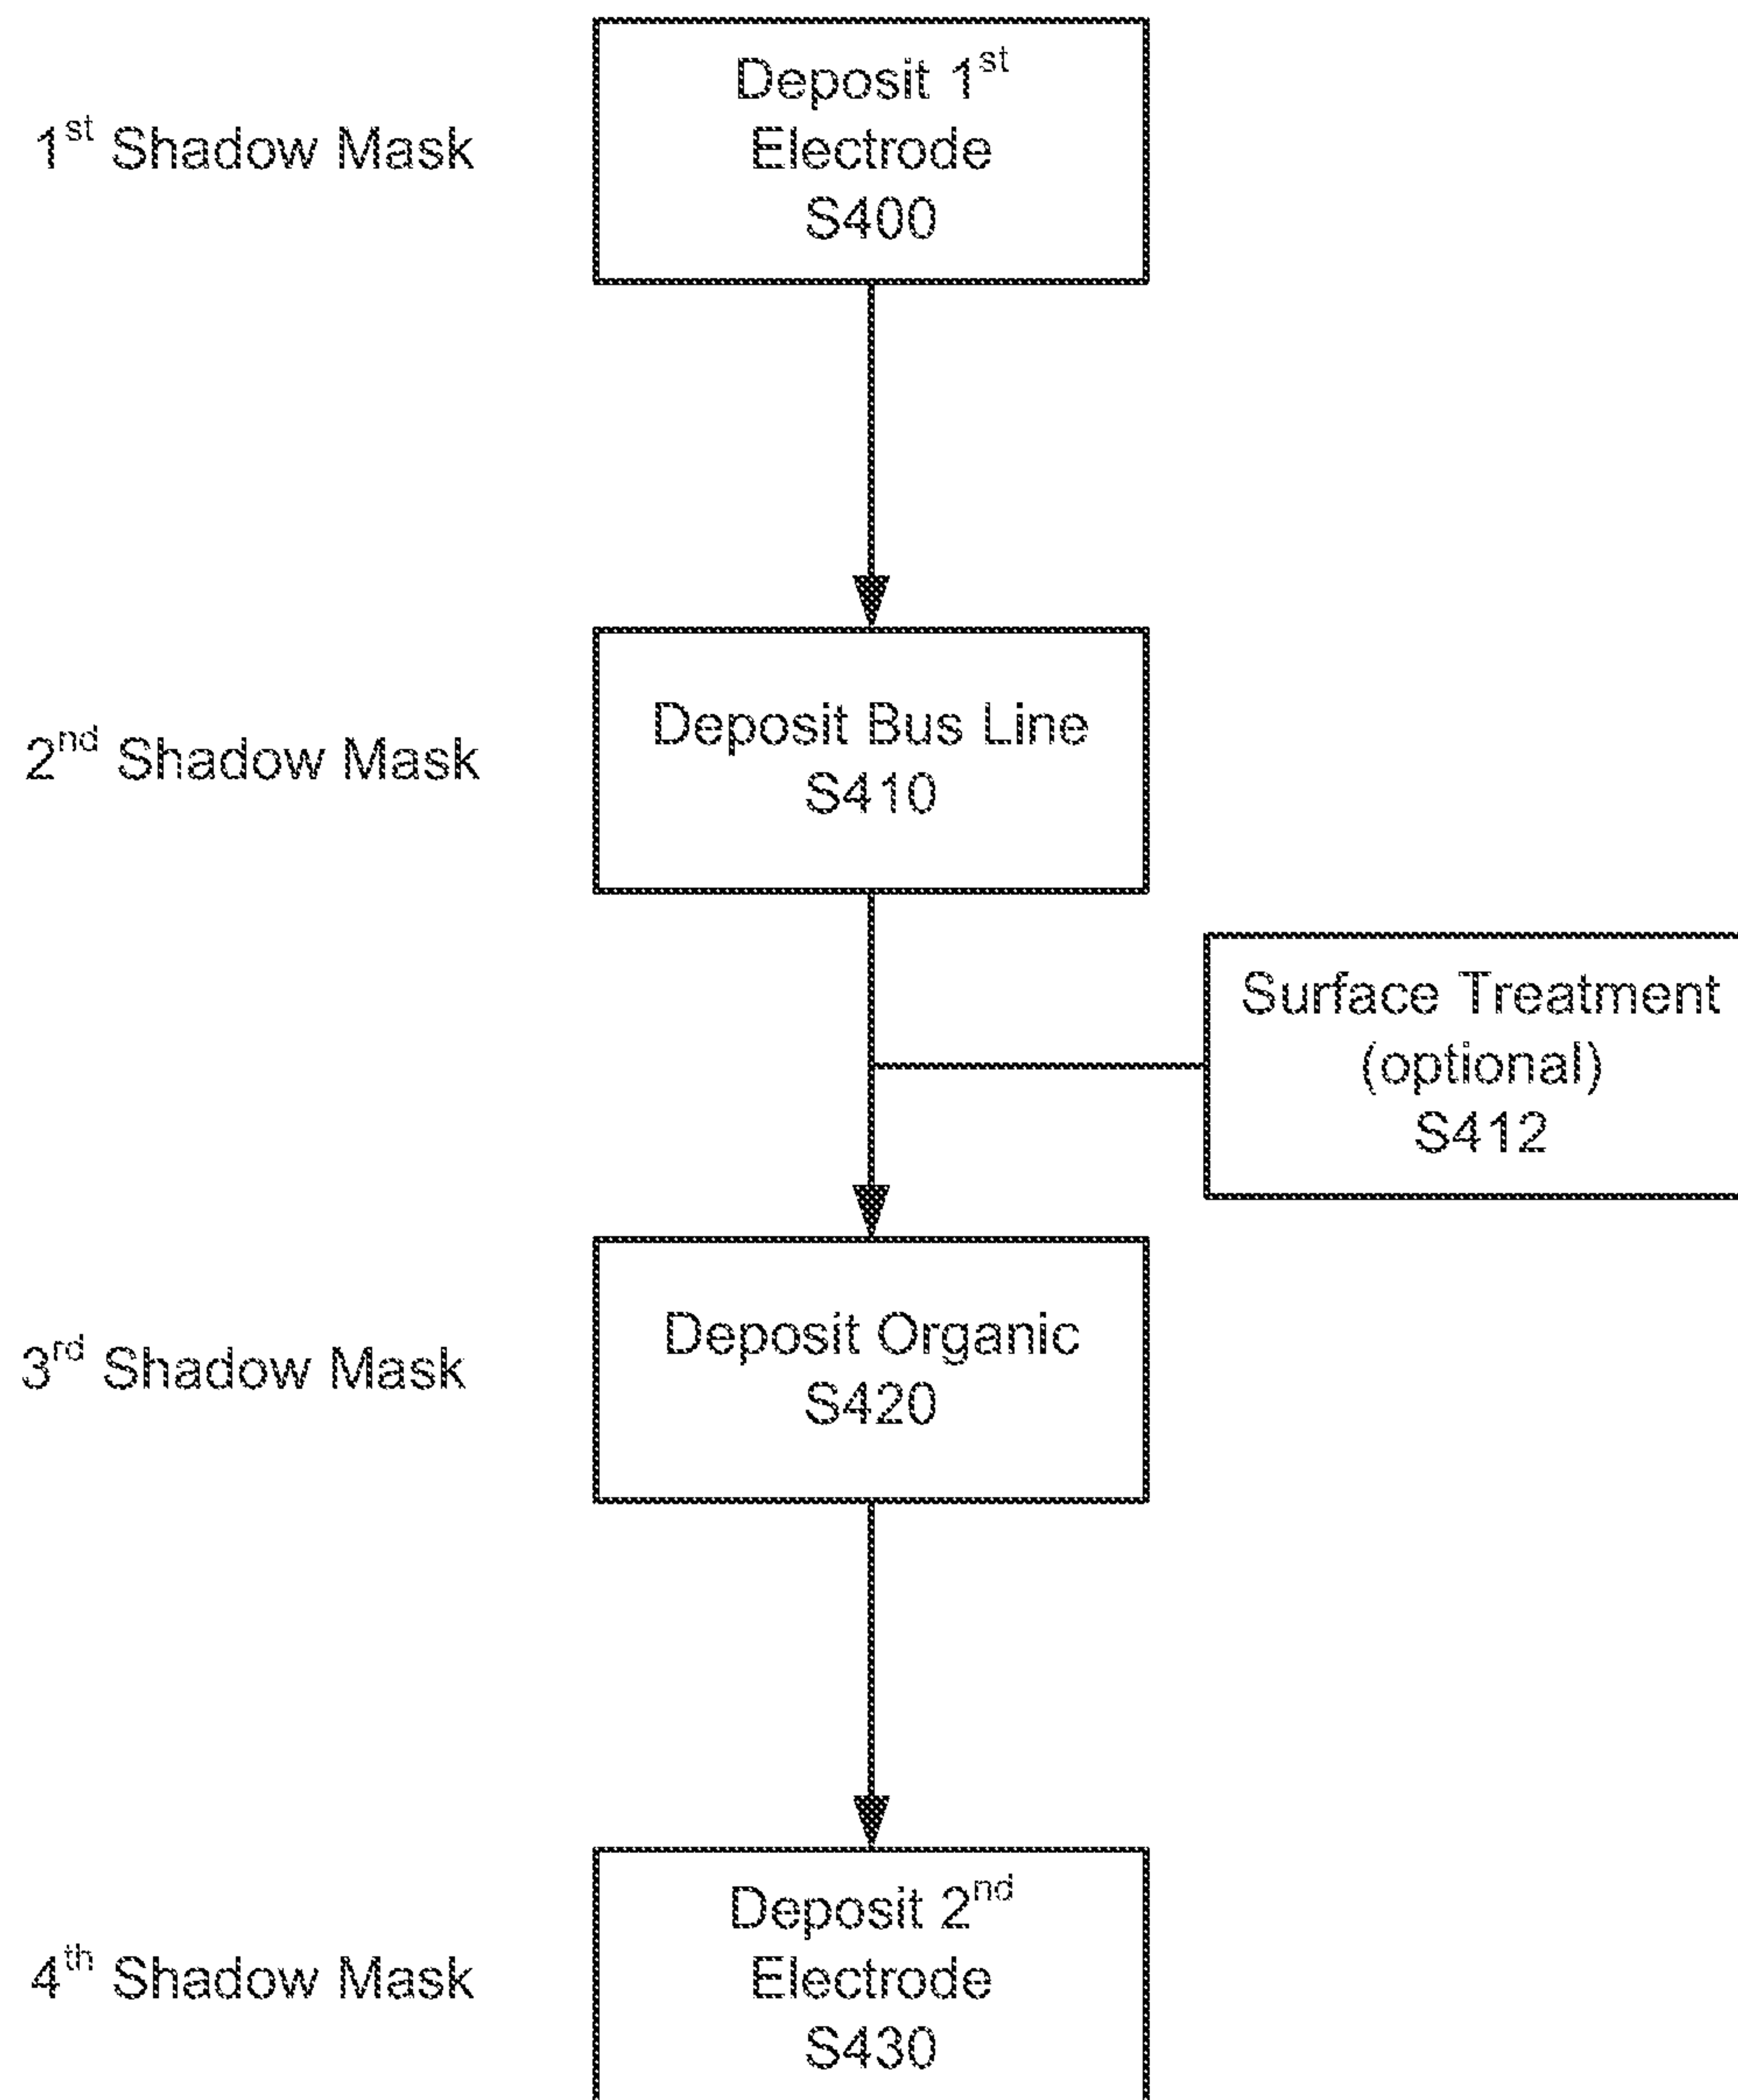 1st Shadow Mask
Deposit 1st
Electrode
S400
2nd Shadow Mask
Deposit Bus Line
S410
Surface Treatment
(optional)
S412
3rd Shadow Mask
Deposit Organic
S420
4th Shadow Mask
Deposit 2nd
Electrode
S430